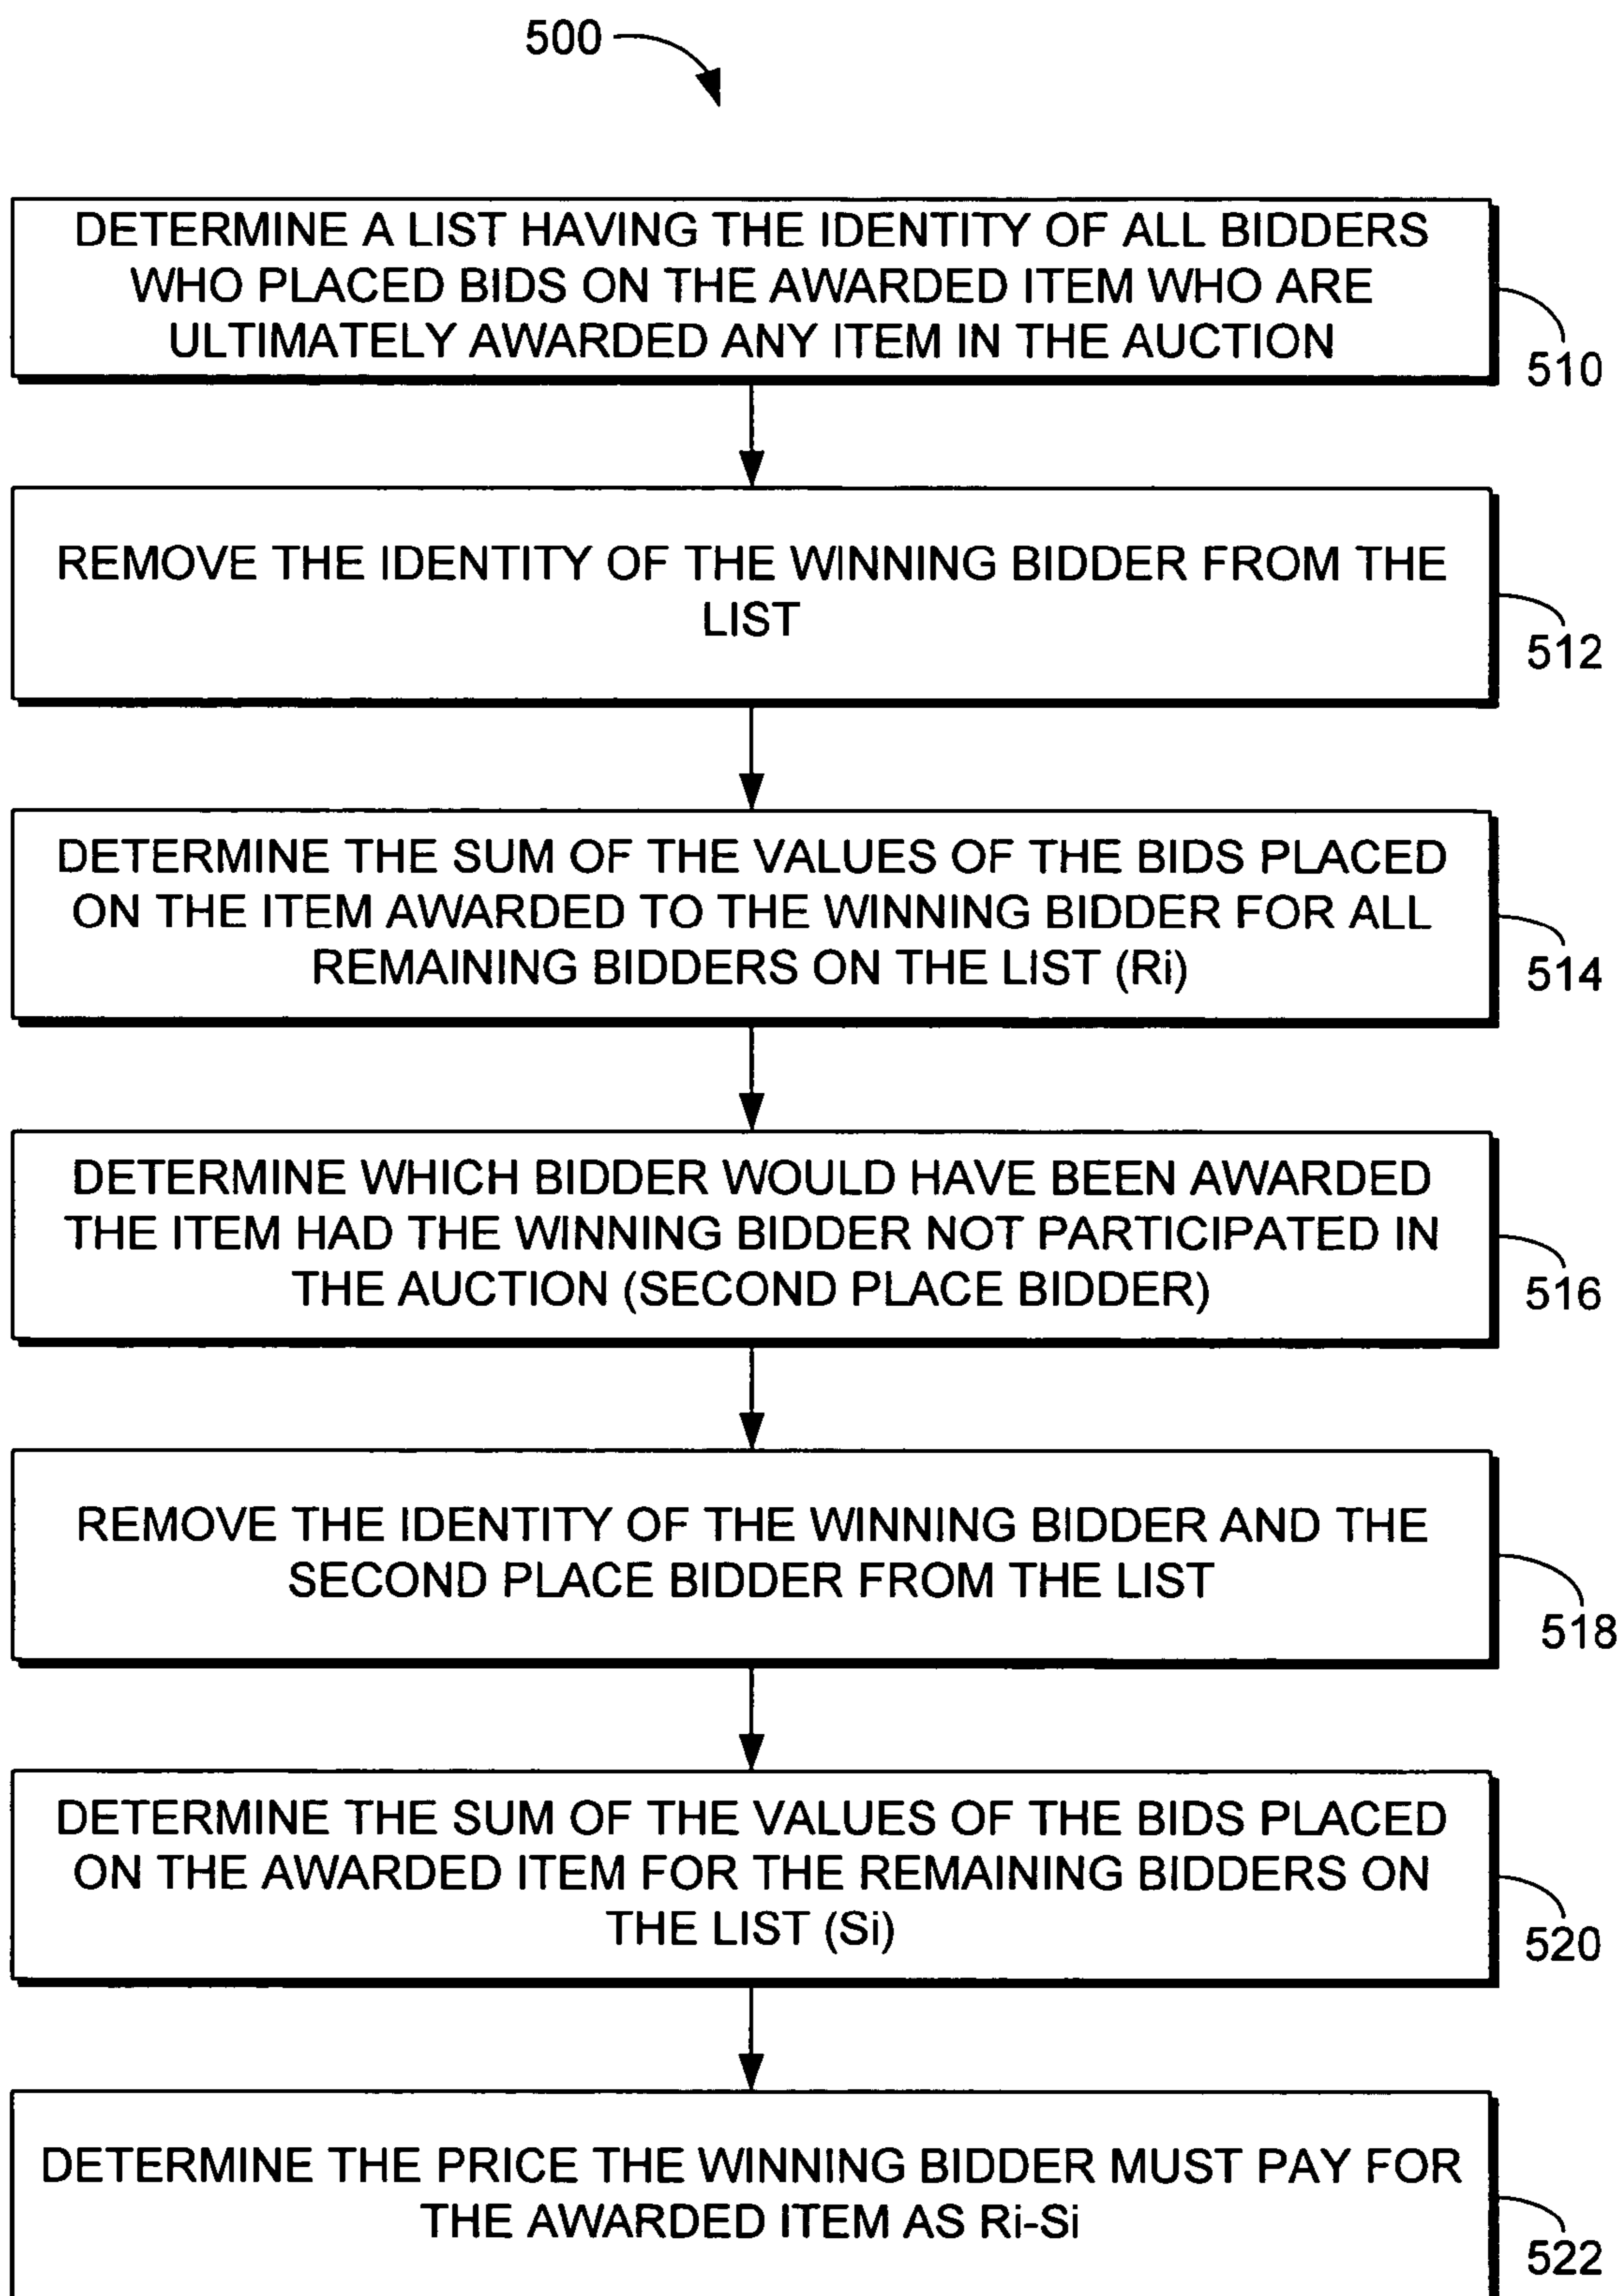 500
DETERMINE A LIST HAVING THE IDENTITY OF ALL BIDDERS
WHO PLACED BIDS ON THE AWARDED ITEM WHO ARE
ULTIMATELY AWARDED ANY ITEM IN THE AUCTION
510
REMOVE THE IDENTITY OF THE WINNING BIDDER FROM THE
LIST
512
DETERMINE THE SUM OF THE VALUES OF THE BIDS PLACED
ON THE ITEM AWARDED TO THE WINNING BIDDER FOR ALL
REMAINING BIDDERS ON THE LIST (Ri)
514
DETERMINE WHICH BIDDER WOULD HAVE BEEN AWARDED
THE ITEM HAD THE WINNING BIDDER NOT PARTICIPATED IN
THE AUCTION (SECOND PLACE BIDDER)
516
REMOVE THE IDENTITY OF THE WINNING BIDDER AND THE
SECOND PLACE BIDDER FROM THE LIST
518
DETERMINE THE SUM OF THE VALUES OF THE BIDS PLACED
ON THE AWARDED ITEM FOR THE REMAINING BIDDERS ON
THE LIST (Si)
520
DETERMINE THE PRICE THE WINNING BIDDER MUST PAY FOR
THE AWARDED ITEM AS Ri-Si
522